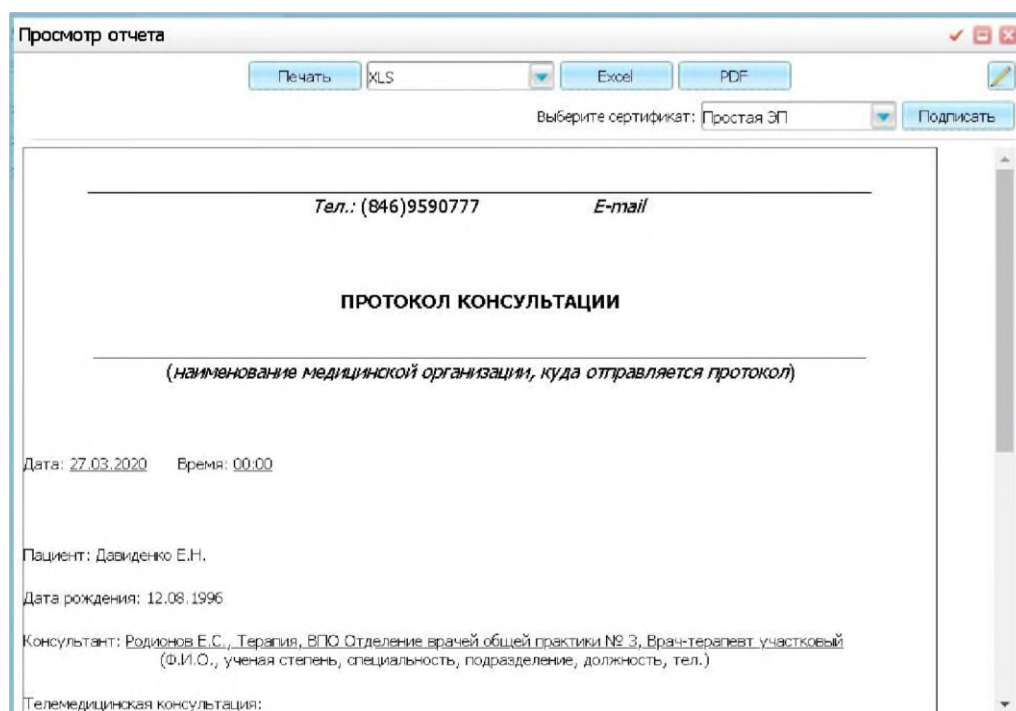 Просмотр отчета
Печать XLS Excel PDF
Выберите сертификат: Простая ЭП Подписать
Тел.: (846)9590777 E-mail
ПРОТОКОЛ КОНСУЛЬТАЦИИ
(наименование медицинской организации, куда отправляется протокол)
Дата: 27.03.2020 Время: 00:00
Пациент: Давиденко Е.Н.
Дата рождения: 12.08.1996
Консультант: Родионов Е.С., Терапия, ВПО Отделение врачей общей практики № 3, Врач-терапевт участковый
(Ф.И.О., ученая степень, специальность, подразделение, должность, тел.)
Телемедицинская консультация: